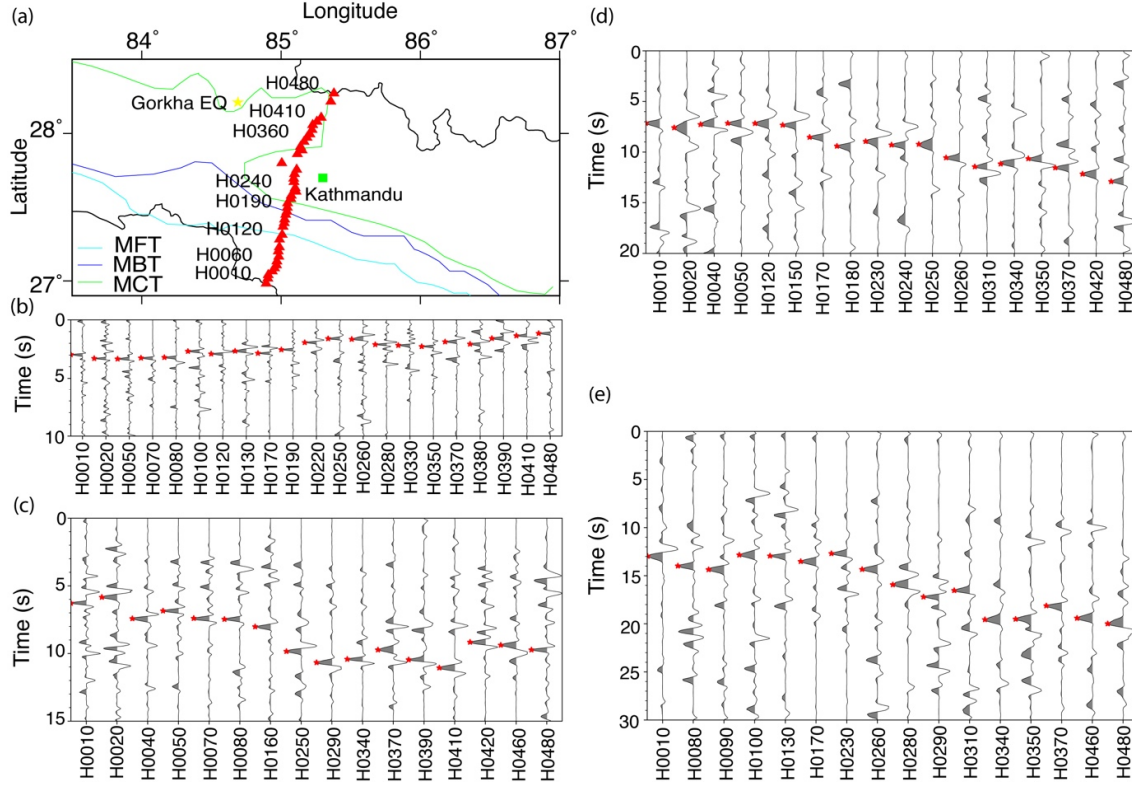 (a)
Longitude
84˚ 85˚ 86˚ 87˚
Latitude
28˚
27˚
H0480
Gorkha EQ
H0410
H0360
H0240
Kathmandu
H0190
H0120
H0060
H0010
MFT
MBT
MCT
(b)
Time (s)
0
5
10
H0010 H0020 H0050 H0070 H0080 H0100 H0120 H0130 H0170 H0190 H0220 H0250 H0260 H0280 H0330 H0350 H0370 H0380 H0390 H0410 H0480
(c)
Time (s)
0
5
10
15
H0010 H0020 H0040 H0050 H0070 H0080 H0160 H0250 H0290 H0340 H0370 H0390 H0410 H0420 H0460 H0480
(d)
Time (s)
0
5
10
15
20
H0010 H0020 H0040 H0050 H0120 H0150 H0170 H0180 H0230 H0240 H0250 H0260 H0310 H0340 H0350 H0370 H0420 H0480
(e)
Time (s)
0
5
10
15
20
25
30
H0010 H0080 H0090 H0100 H0130 H0170 H0230 H0260 H0280 H0290 H0310 H0340 H0350 H0370 H0460 H0480